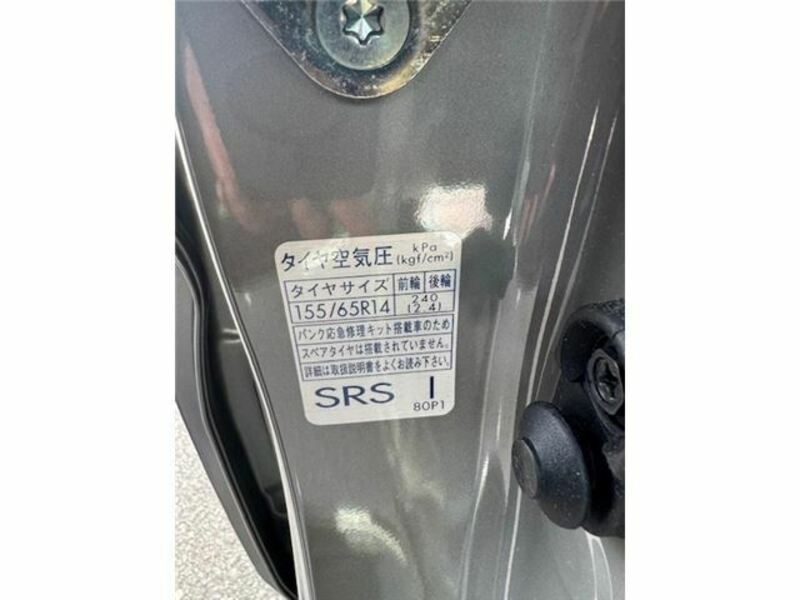 タイヤ空気圧 kPa (kgf/cm²)
タイヤサイズ 前輪 後輪
155/65R14 240 (2.4)
パンク応急修理キット搭載車のため
スペアタイヤは搭載されていません。
詳細は取扱説明書をよくお読み下さい。
SRS I
80P1